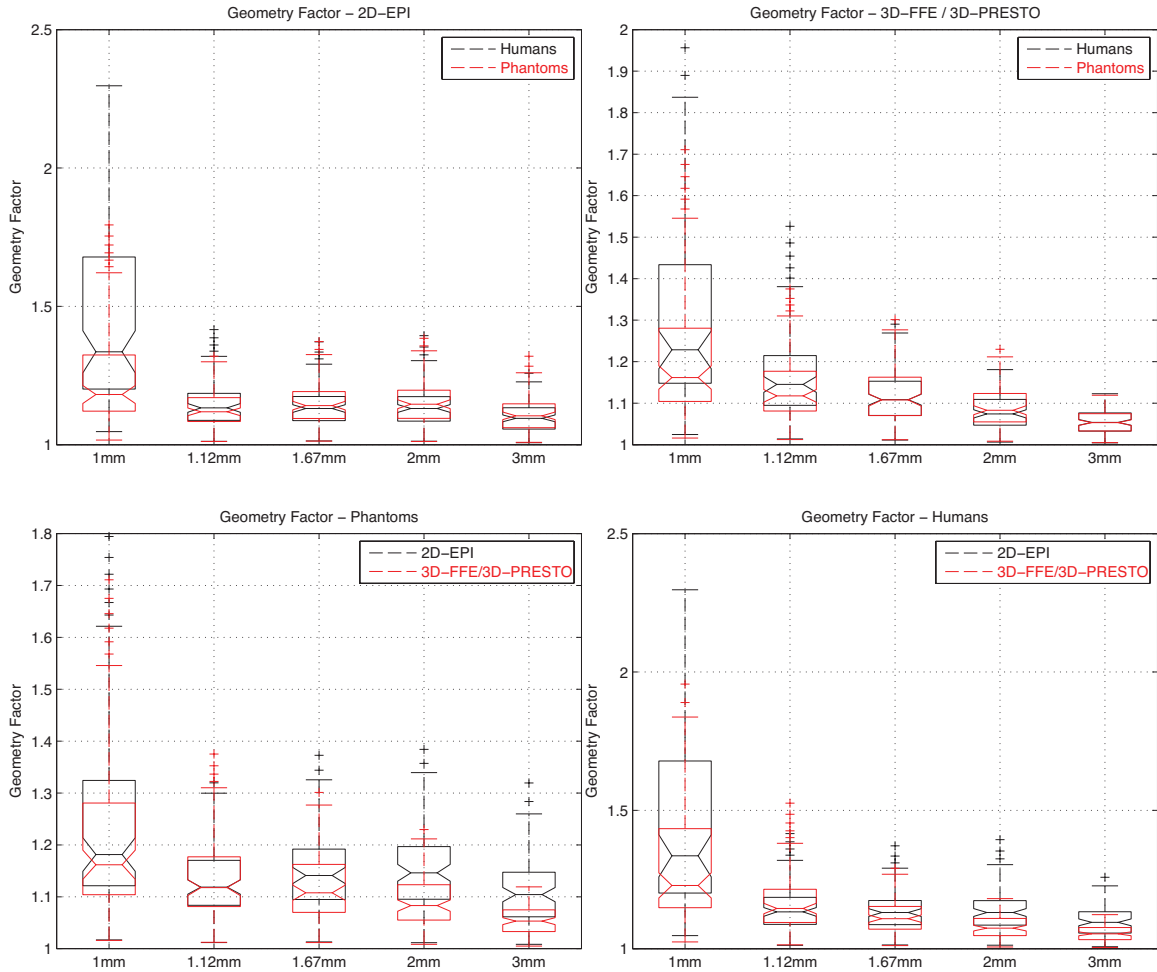 Geometry Factor – 2D–EPI
2.5
2
1.5
1
Geometry Factor
Humans
Phantoms
1mm 1.12mm 1.67mm 2mm 3mm
Geometry Factor – 3D–FFE / 3D–PRESTO
2
1.9
1.8
1.7
1.6
1.5
1.4
1.3
1.2
1.1
1
Geometry Factor
Humans
Phantoms
1mm 1.12mm 1.67mm 2mm 3mm
Geometry Factor – Phantoms
1.8
1.7
1.6
1.5
1.4
1.3
1.2
1.1
1
Geometry Factor
2D–EPI
3D–FFE/3D–PRESTO
1mm 1.12mm 1.67mm 2mm 3mm
Geometry Factor – Humans
2.5
2
1.5
1
Geometry Factor
2D–EPI
3D–FFE/3D–PRESTO
1mm 1.12mm 1.67mm 2mm 3mm